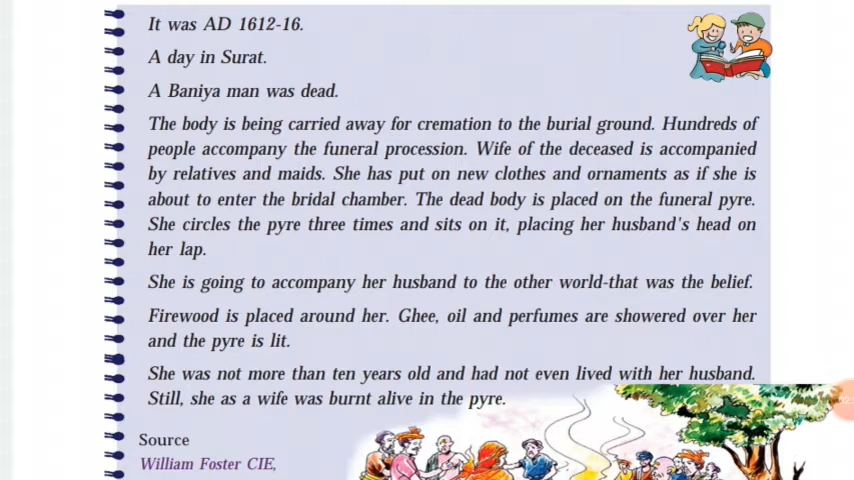 It was AD 1612-16.
A day in Surat.
A Baniya man was dead.
The body is being carried away for cremation to the burial ground. Hundreds of
people accompany the funeral procession. Wife of the deceased is accompanied
by relatives and maids. She has put on new clothes and ornaments as if she is
about to enter the bridal chamber. The dead body is placed on the funeral pyre.
She circles the pyre three times and sits on it, placing her husband's head on
her lap.
She is going to accompany her husband to the other world-that was the belief.
Firewood is placed around her. Ghee, oil and perfumes are showered over her
and the pyre is lit.
She was not more than ten years old and had not even lived with her husband.
Still, she as a wife was burnt alive in the pyre.
Source
William Foster CIE,